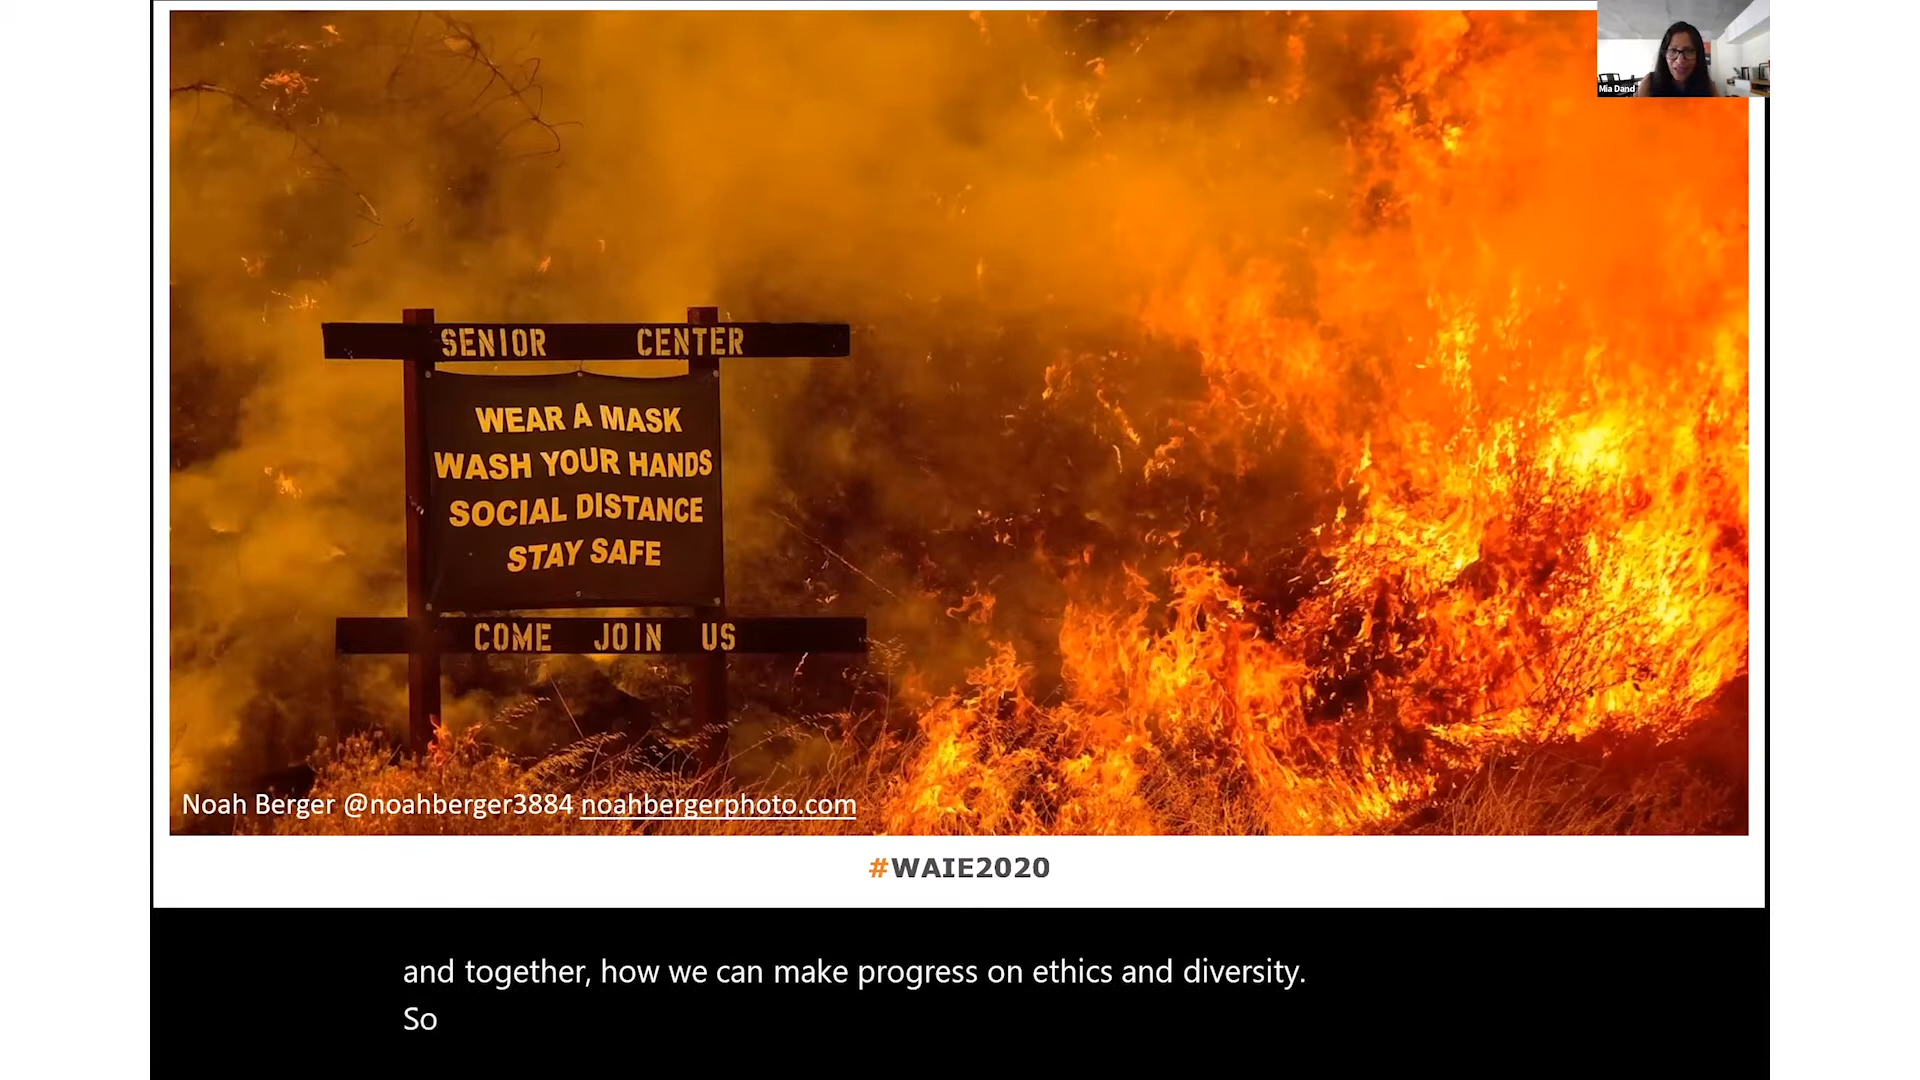 Mia Dand
SENIOR CENTER
WEAR A MASK
WASH YOUR HANDS
SOCIAL DISTANCE
STAY SAFE
COME JOIN US
Noah Berger @noahberger3884 noahbergerphoto.com
#WAIE2020
and together, how we can make progress on ethics and diversity.
So